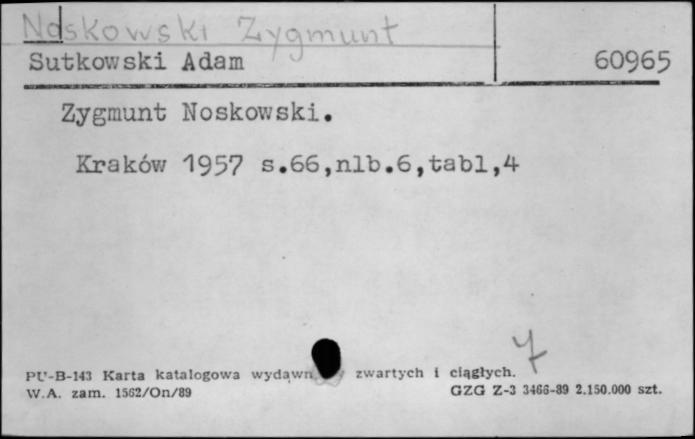 Noskowski Zygmunt
Sutkowski Adam 60965
Zygmunt Noskowski.
Kraków 1957 s.66,nlb.6,tabl,4
7
PU-B-143 Karta katalogowa zwartych i ciągłych.
W.A. zam. 1562/On/89 GZG Z-3 3466-89 2.150.000 szt.